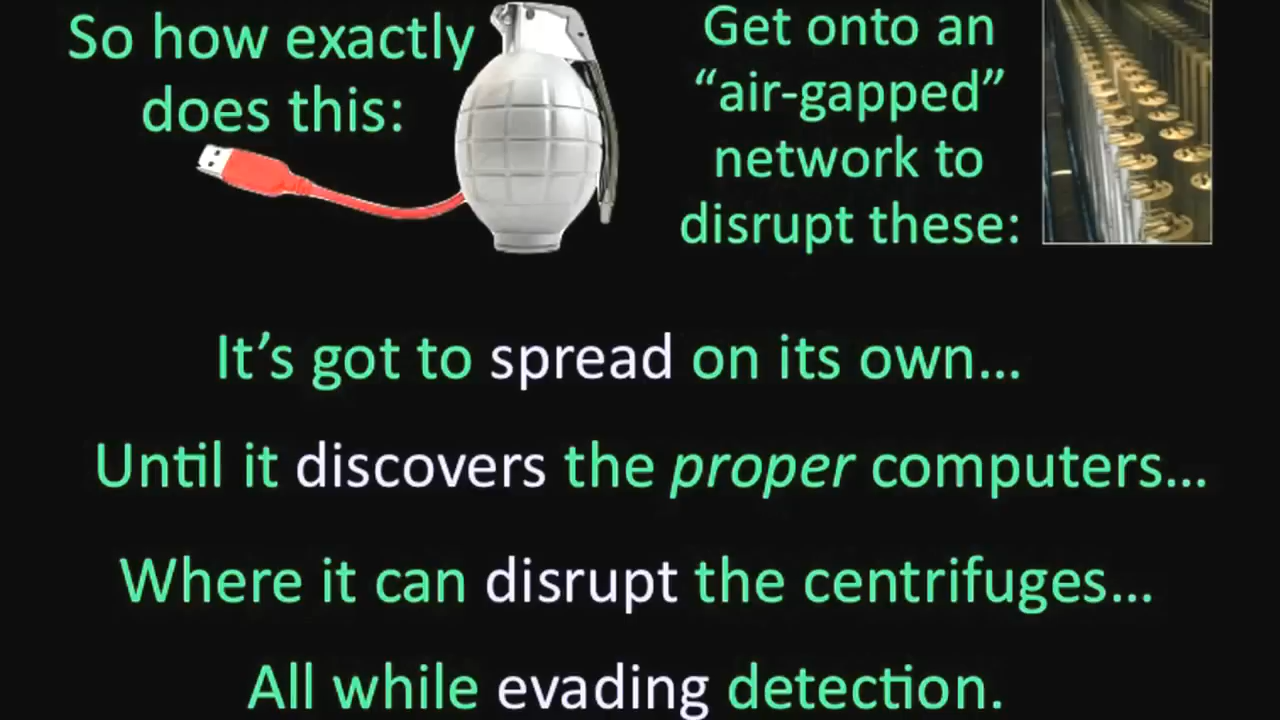 So how exactly
does this:
Get onto an
“air-gapped”
network to
disrupt these:
It’s got to spread on its own...
Until it discovers the proper computers...
Where it can disrupt the centrifuges...
All while evading detection.